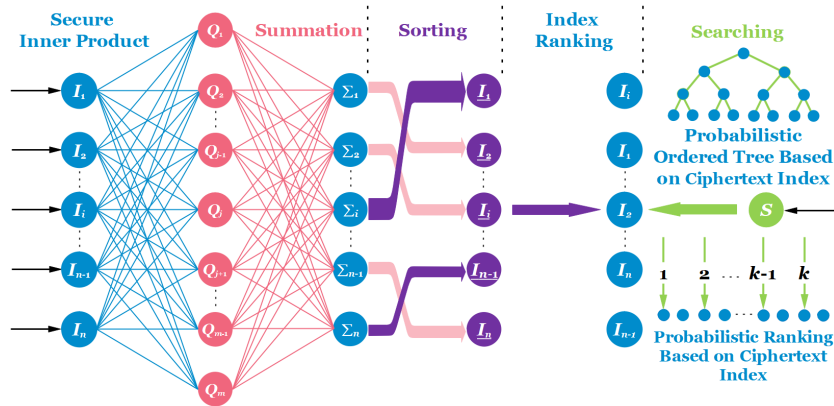 Secure
Inner Product
Summation
Sorting
Index
Ranking
Searching
I₁
I₂
Iᵢ
Iₙ₋₁
Iₙ
Q₁
Q₂
Qⱼ₋₁
Qⱼ
Qⱼ₊₁
Qₘ₋₁
Qₘ
Σ₁
Σ₂
Σᵢ
Σₙ₋₁
Σₙ
I₁
I₂
Iᵢ
Iₙ₋₁
Iₙ
Iᵢ
I₁
I₂
Iₙ
Iₙ₋₁
Probabilistic
Ordered Tree Based
on Ciphertext Index
S
1 2 ... k-1 k
Probabilistic Ranking
Based on Ciphertext
Index